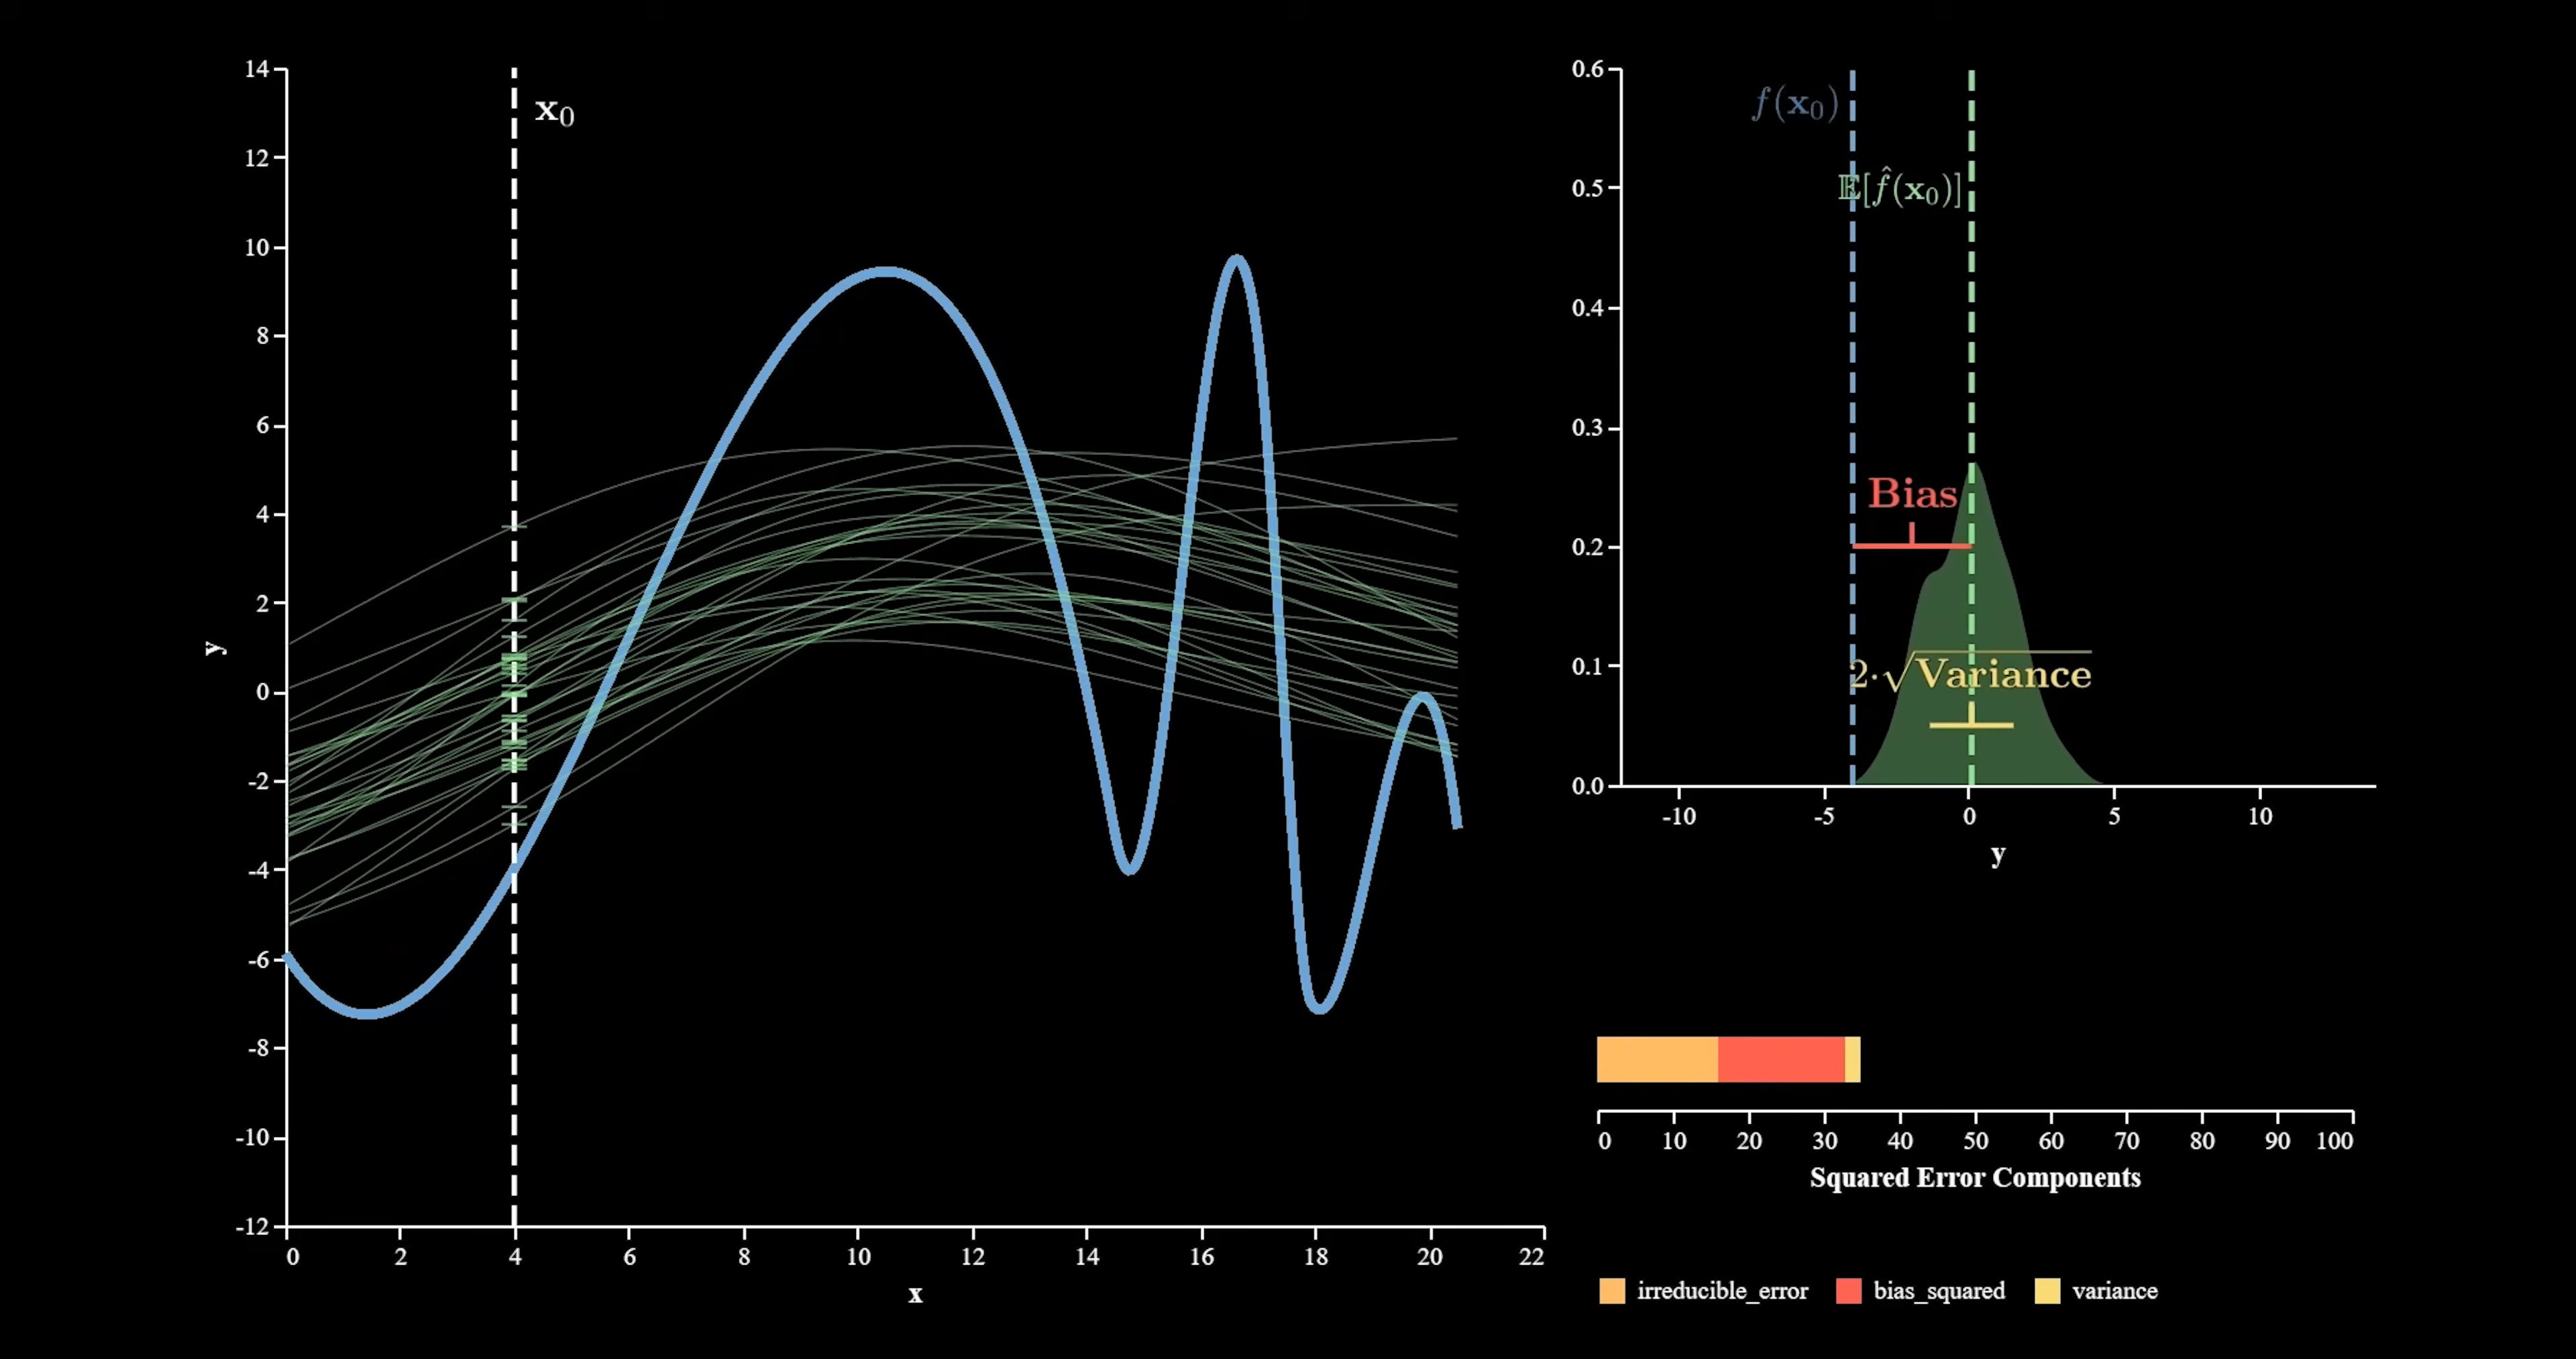 14
12
10
8
6
4
2
0
-2
-4
-6
-8
-10
-12
y
x₀
0 2 4 6 8 10 12 14 16 18 20 22
x
0.6
0.5
0.4
0.3
0.2
0.1
0.0
f(x₀)
𝔼[f̂(x₀)]
Bias
2·√Variance
-10 -5 0 5 10
y
0 10 20 30 40 50 60 70 80 90 100
Squared Error Components
irreducible_error bias_squared variance